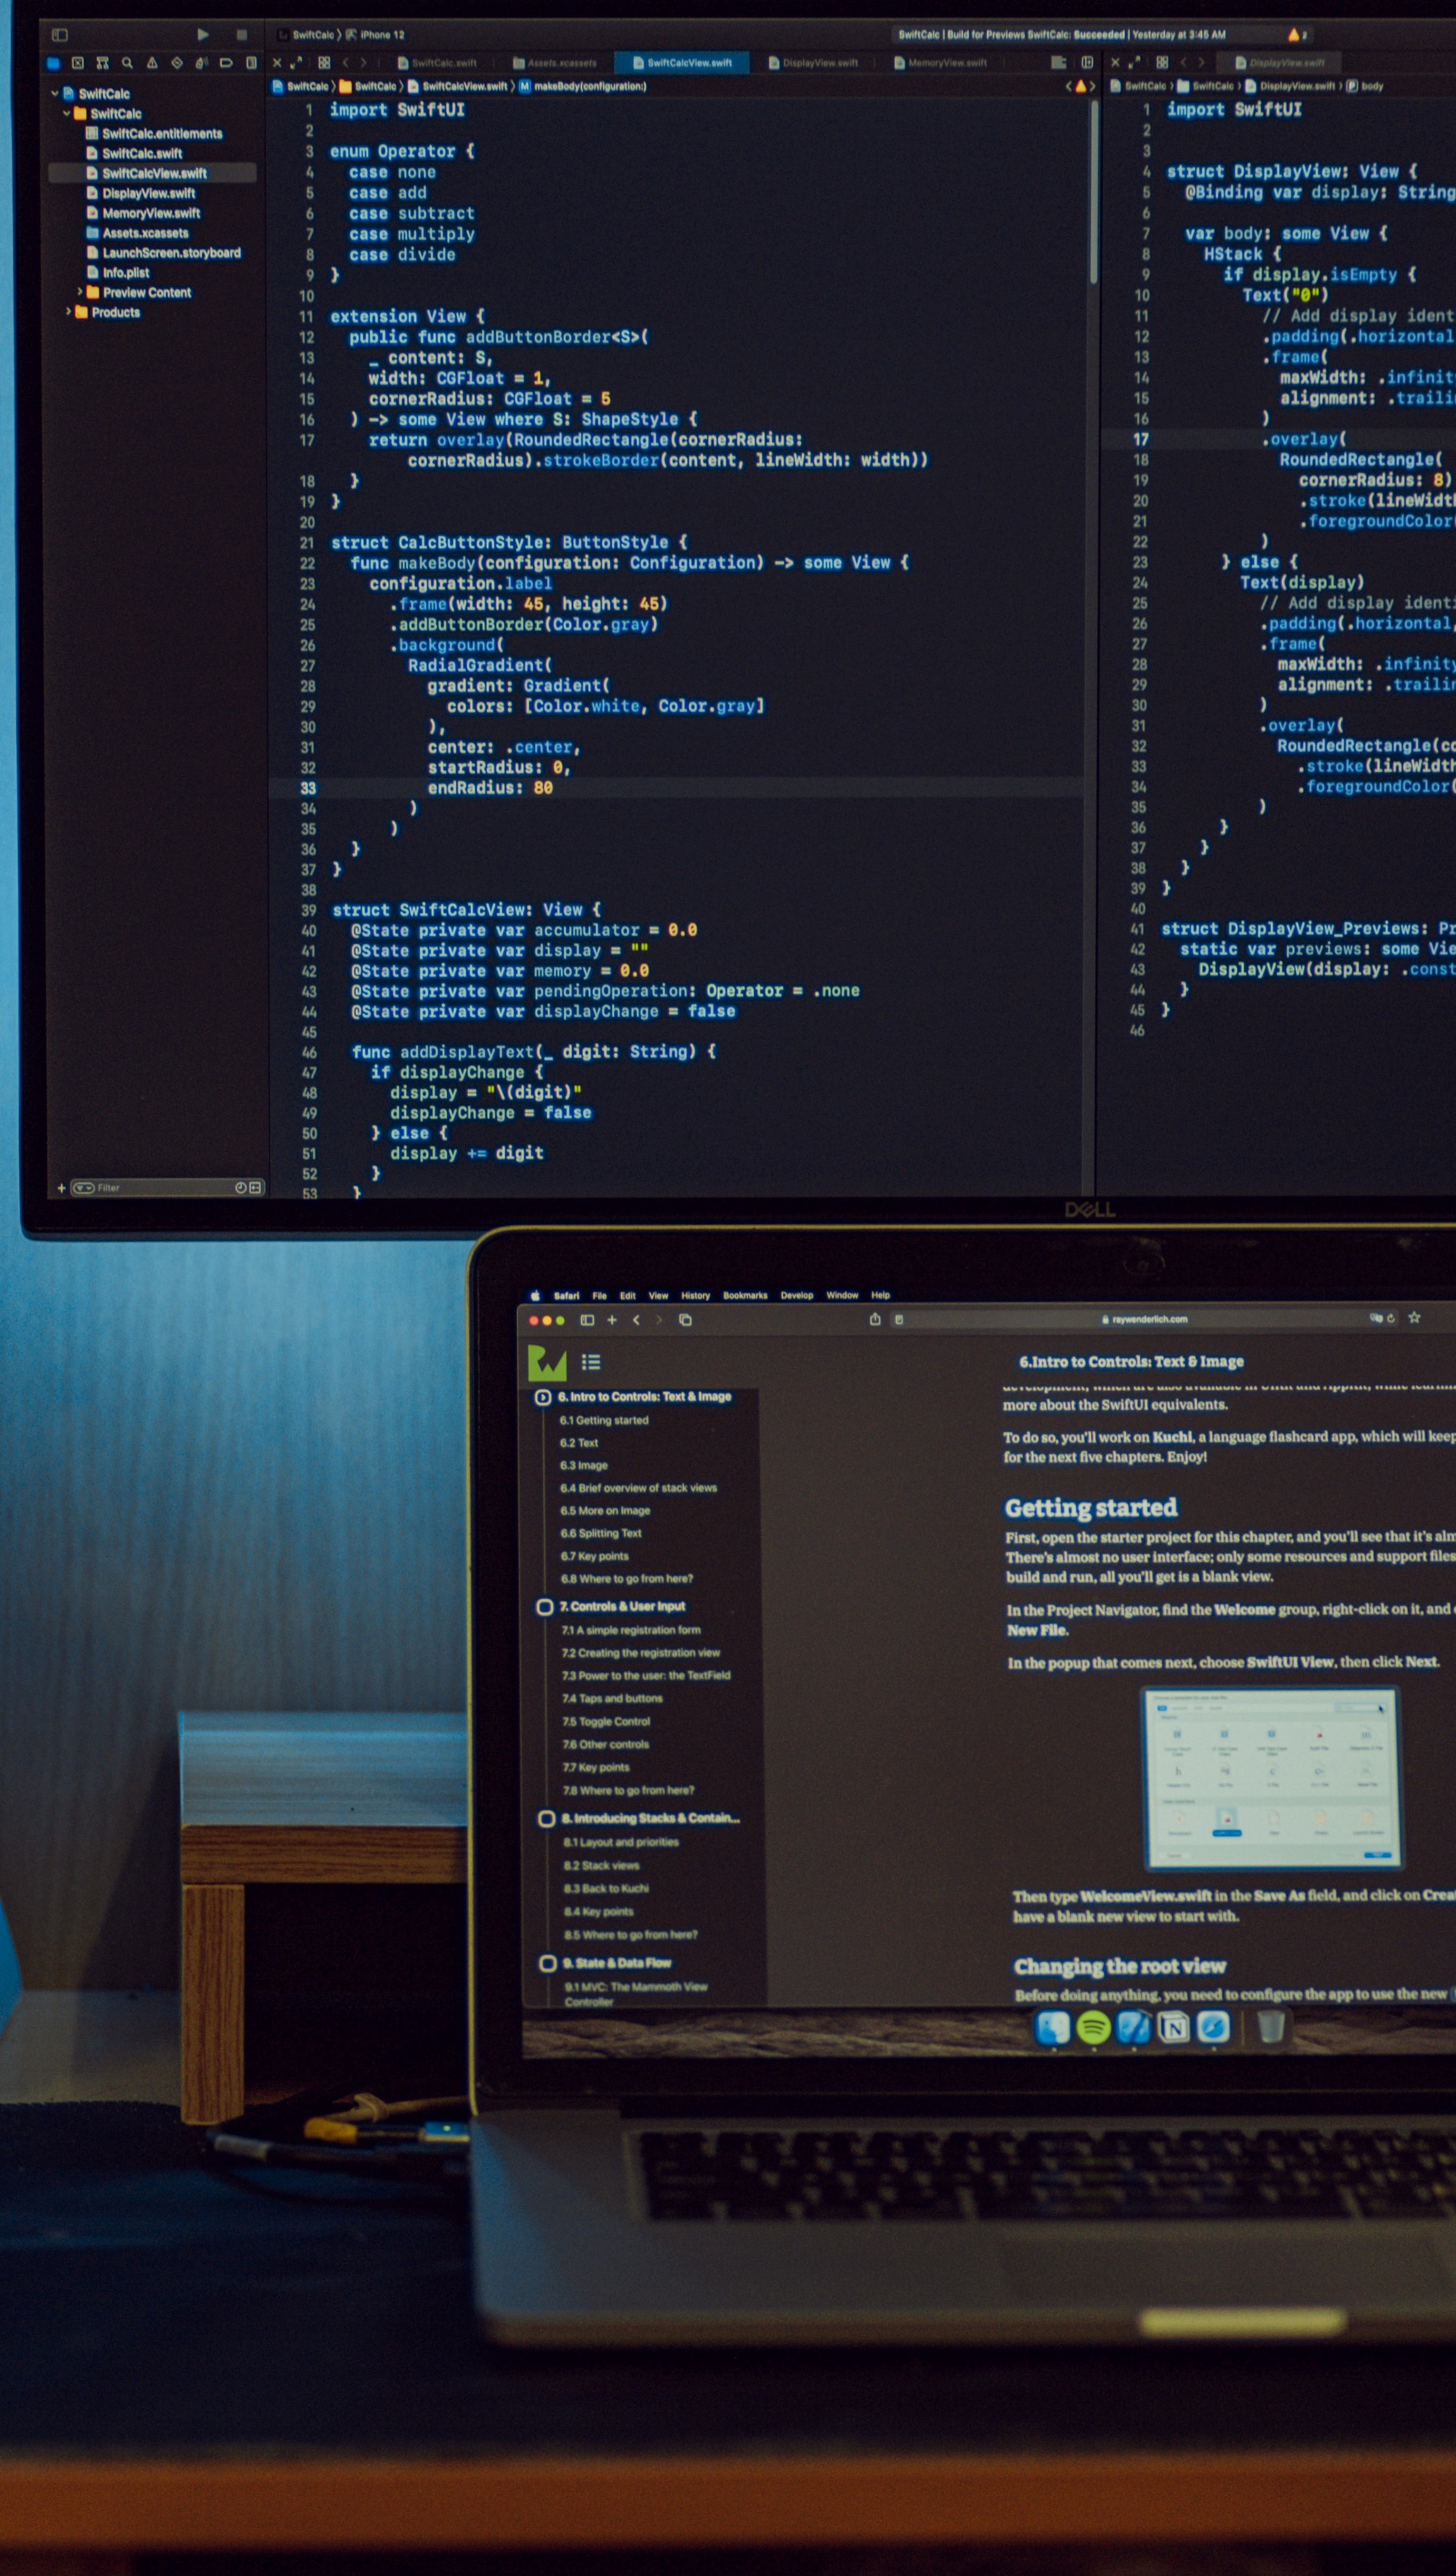 SwiftCalc
iPhone 12
SwiftCalc | Build for Previews SwiftCalc: Succeeded | Yesterday at 3:45 AM
2
SwiftCalc.swift
Assets.xcassets
SwiftCalcView.swift
DisplayView.swift
MemoryView.swift
DisplayView.swift
SwiftCalc
SwiftCalc
SwiftCalc.entitlements
SwiftCalc.swift
SwiftCalcView.swift
DisplayView.swift
MemoryView.swift
Assets.xcassets
LaunchScreen.storyboard
Info.plist
Preview Content
Products
Filter
SwiftCalc
SwiftCalc
SwiftCalcView.swift
M makeBody(configuration:)
1 import SwiftUI
2
3 enum Operator {
4 case none
5 case add
6 case subtract
7 case multiply
8 case divide
9 }
10
11 extension View {
12 public func addButtonBorder<S>(
13 _ content: S,
14 width: CGFloat = 1,
15 cornerRadius: CGFloat = 5
16 ) -> some View where S: ShapeStyle {
17 return overlay(RoundedRectangle(cornerRadius:
cornerRadius).strokeBorder(content, lineWidth: width))
18 }
19 }
20
21 struct CalcButtonStyle: ButtonStyle {
22 func makeBody(configuration: Configuration) -> some View {
23 configuration.label
24 .frame(width: 45, height: 45)
25 .addButtonBorder(Color.gray)
26 .background(
27 RadialGradient(
28 gradient: Gradient(
29 colors: [Color.white, Color.gray]
30 ),
31 center: .center,
32 startRadius: 0,
33 endRadius: 80
34 )
35 )
36 }
37 }
38
39 struct SwiftCalcView: View {
40 @State private var accumulator = 0.0
41 @State private var display = ""
42 @State private var memory = 0.0
43 @State private var pendingOperation: Operator = .none
44 @State private var displayChange = false
45
46 func addDisplayText(_ digit: String) {
47 if displayChange {
48 display = "\(digit)"
49 displayChange = false
50 } else {
51 display += digit
52 }
53 }
SwiftCalc
SwiftCalc
DisplayView.swift
P body
1 import SwiftUI
2
3
4 struct DisplayView: View {
5 @Binding var display: String
6
7 var body: some View {
8 HStack {
9 if display.isEmpty {
10 Text("0")
11 // Add display ident
12 .padding(.horizontal
13 .frame(
14 maxWidth: .infinit
15 alignment: .traili
16 )
17 .overlay(
18 RoundedRectangle(
19 cornerRadius: 8)
20 .stroke(lineWidt
21 .foregroundColor
22 )
23 } else {
24 Text(display)
25 // Add display identi
26 .padding(.horizontal,
27 .frame(
28 maxWidth: .infinity
29 alignment: .trailin
30 )
31 .overlay(
32 RoundedRectangle(co
33 .stroke(lineWidth
34 .foregroundColor(
35 )
36 }
37 }
38 }
39 }
40
41 struct DisplayView_Previews: Pr
42 static var previews: some Vie
43 DisplayView(display: .const
44 }
45 }
46
DELL
Safari File Edit View History Bookmarks Develop Window Help
raywenderlich.com
6.Intro to Controls: Text & Image
6. Intro to Controls: Text & Image
6.1 Getting started
6.2 Text
6.3 Image
6.4 Brief overview of stack views
6.5 More on Image
6.6 Splitting Text
6.7 Key points
6.8 Where to go from here?
7. Controls & User Input
7.1 A simple registration form
7.2 Creating the registration view
7.3 Power to the user: the TextField
7.4 Taps and buttons
7.5 Toggle Control
7.6 Other controls
7.7 Key points
7.8 Where to go from here?
8. Introducing Stacks & Contain...
8.1 Layout and priorities
8.2 Stack views
8.3 Back to Kuchi
8.4 Key points
8.5 Where to go from here?
9. State & Data Flow
9.1 MVC: The Mammoth View
Controller
more about the SwiftUI equivalents.
To do so, you'll work on Kuchi, a language flashcard app, which will keep
for the next five chapters. Enjoy!
Getting started
First, open the starter project for this chapter, and you'll see that it's alm
There's almost no user interface; only some resources and support files
build and run, all you'll get is a blank view.
In the Project Navigator, find the Welcome group, right-click on it, and
New File.
In the popup that comes next, choose SwiftUI View, then click Next.
Then type WelcomeView.swift in the Save As field, and click on Crea
have a blank new view to start with.
Changing the root view
Before doing anything, you need to configure the app to use the new